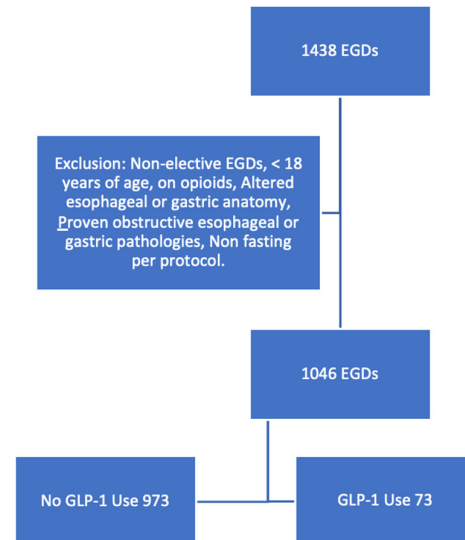 1438 EGDs
Exclusion: Non-elective EGDs, < 18
years of age, on opioids, Altered
esophageal or gastric anatomy,
Proven obstructive esophageal or
gastric pathologies, Non fasting
per protocol.
1046 EGDs
No GLP-1 Use 973
GLP-1 Use 73